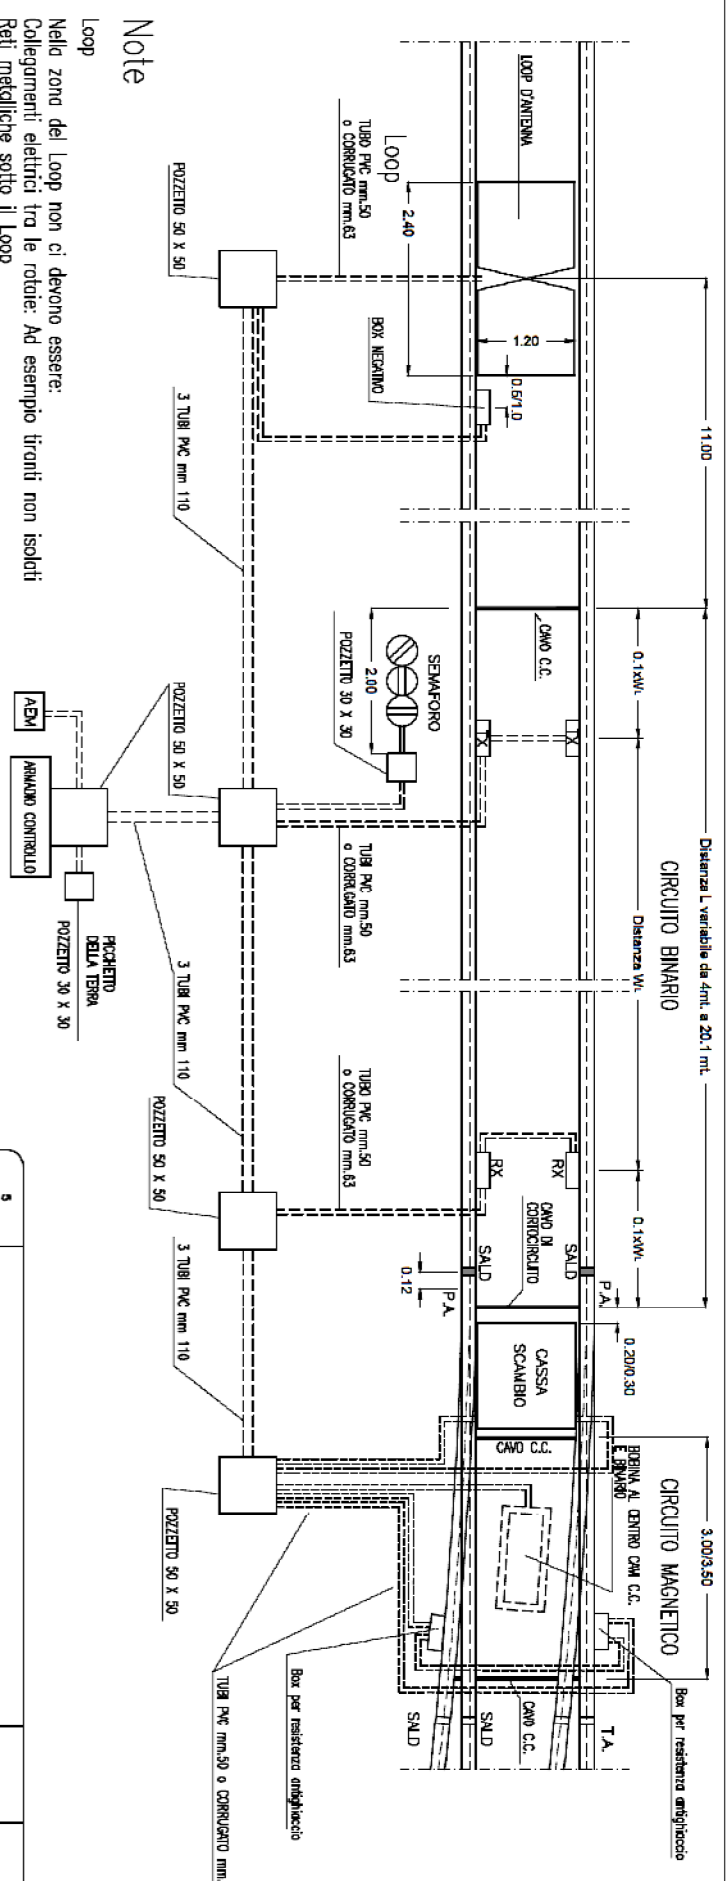 LOOP D'ANTENNA
11.00
Distanza L variabile da 4mt. a 20.1 mt.
CIRCUITO BINARIO
CIRCUITO MAGNETICO
3.00/3.50
Box per resistenza antighiaccio
0.1xWL
Distanza WL
0.1xWL
0.20/0.30
BOBINA AL CENTRO CAVI C.C.
E BINARIO
T.A.
P.A.
CAVO C.C.
X
X
RX
RX
SALD
SALD
CAVO DI
CORTOCIRCUITO
CASSA
SCAMBIO
CAVO C.C.
CAVO C.C.
SALD
SALD
1.20
0.5/1.0
2.40
Loop
TUBO PVC mm.50
o CORRUGATO mm.63
BOX NEGATIVO
SEMAFORO
2.00
POZZETTO 30 X 30
TUBI PVC mm.50
o CORRUGATO mm.63
TUBO PVC mm.50
o CORRUGATO mm.63
P.A.
0.12
Box per resistenza antighiaccio
TUBI PVC mm.50 o CORRUGATO mm.
POZZETTO 50 X 50
3 TUBI PVC mm 110
POZZETTO 50 X 50
3 TUBI PVC mm 110
POZZETTO 50 X 50
3 TUBI PVC mm 110
POZZETTO 50 X 50
AEM
ARMADIO CONTROLLO
PICCHETTO
DELLA TERRA
POZZETTO 30 X 30
Note
Loop
Nella zona del Loop non ci devono essere:
Collegamenti elettrici tra le rotaie: Ad esempio tiranti non isolati
Reti metalliche sotto il Loop
5